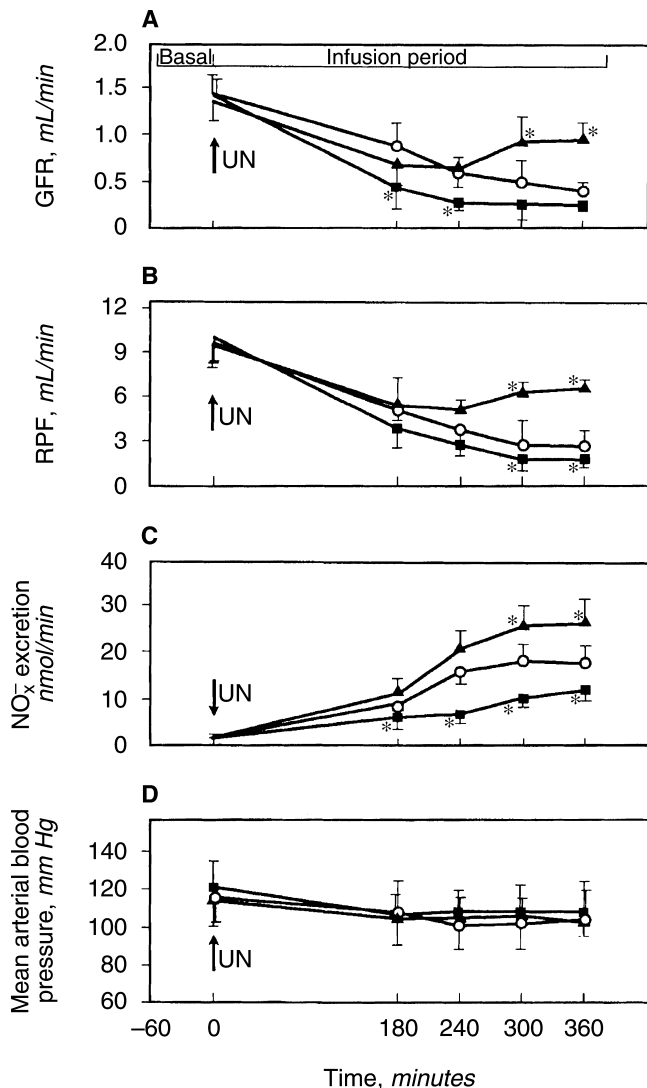 A
2.0
Basal Infusion period
1.5
GFR, mL/min
1.0
*
*
UN
0.5
*
*
0
B
12
9
RPF, mL/min
6
*
*
UN
3
*
*
0
C
40
30
NOx⁻ excretion
nmol/min
*
*
20
UN
10
*
*
*
*
0
D
Mean arterial blood
pressure, mm Hg
140
120
100
UN
80
60
–60 0 180 240 300 360
Time, minutes